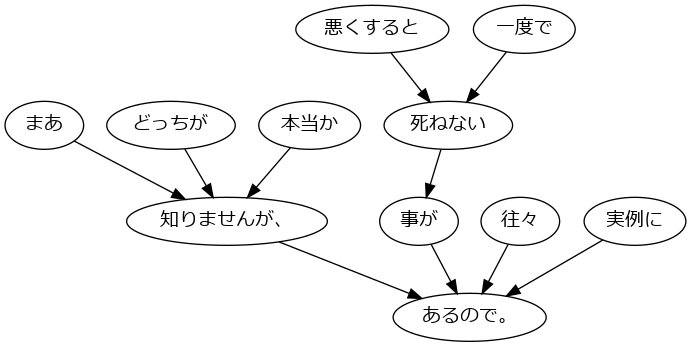 悪くすると 一度で
まあ どっちが 本当か 死ねない
知りませんが、 事が 往々 実例に
あるので。